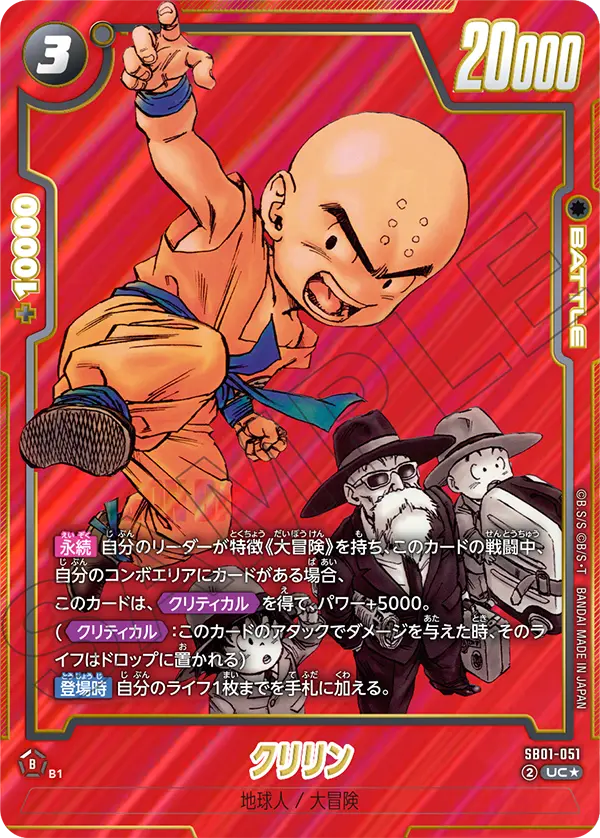 3
20000
+10000
BATTLE
SAMPLE
永続 自分のリーダーが特徴《大冒険》を持ち、このカードの戦闘中、
自分のコンボエリアにカードがある場合、
このカードは、クリティカル を得て、パワー+5000。
( クリティカル :このカードのアタックでダメージを与えた時、そのラ
イフはドロップに置かれる)
登場時 自分のライフ1枚までを手札に加える。
©B.S/S ©B/S・T BANDAI MADE IN JAPAN
B
B1
クリリン
SB01-051
② UC★
地球人 / 大冒険